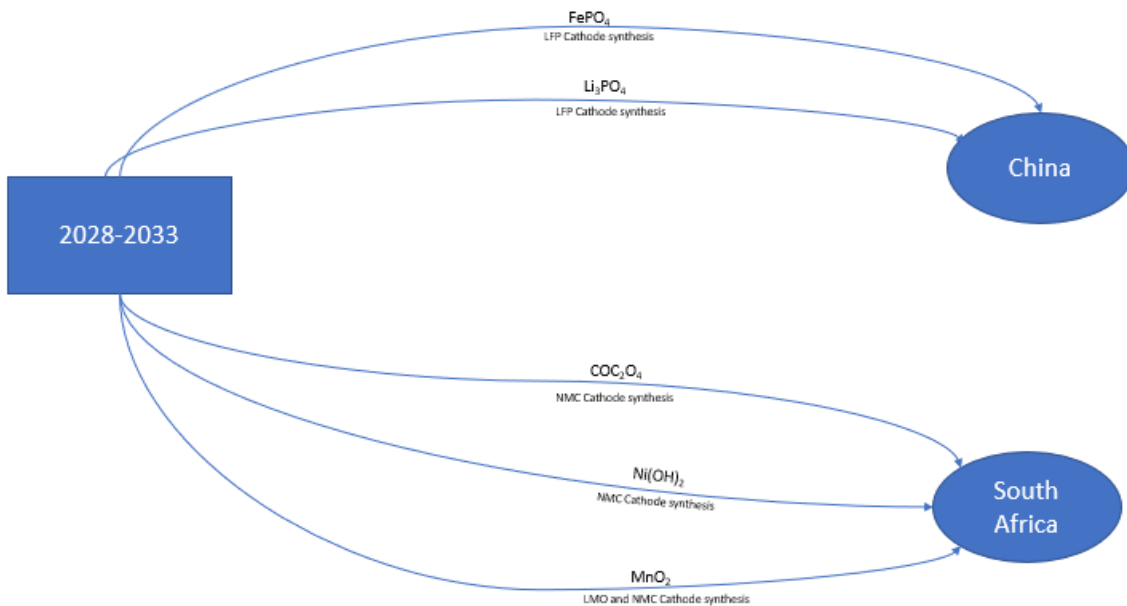 FePO₄
LFP Cathode synthesis
Li₃PO₄
LFP Cathode synthesis
China
2028-2033
COC₂O₄
NMC Cathode synthesis
Ni(OH)₂
NMC Cathode synthesis
South
Africa
MnO₂
LMO and NMC Cathode synthesis